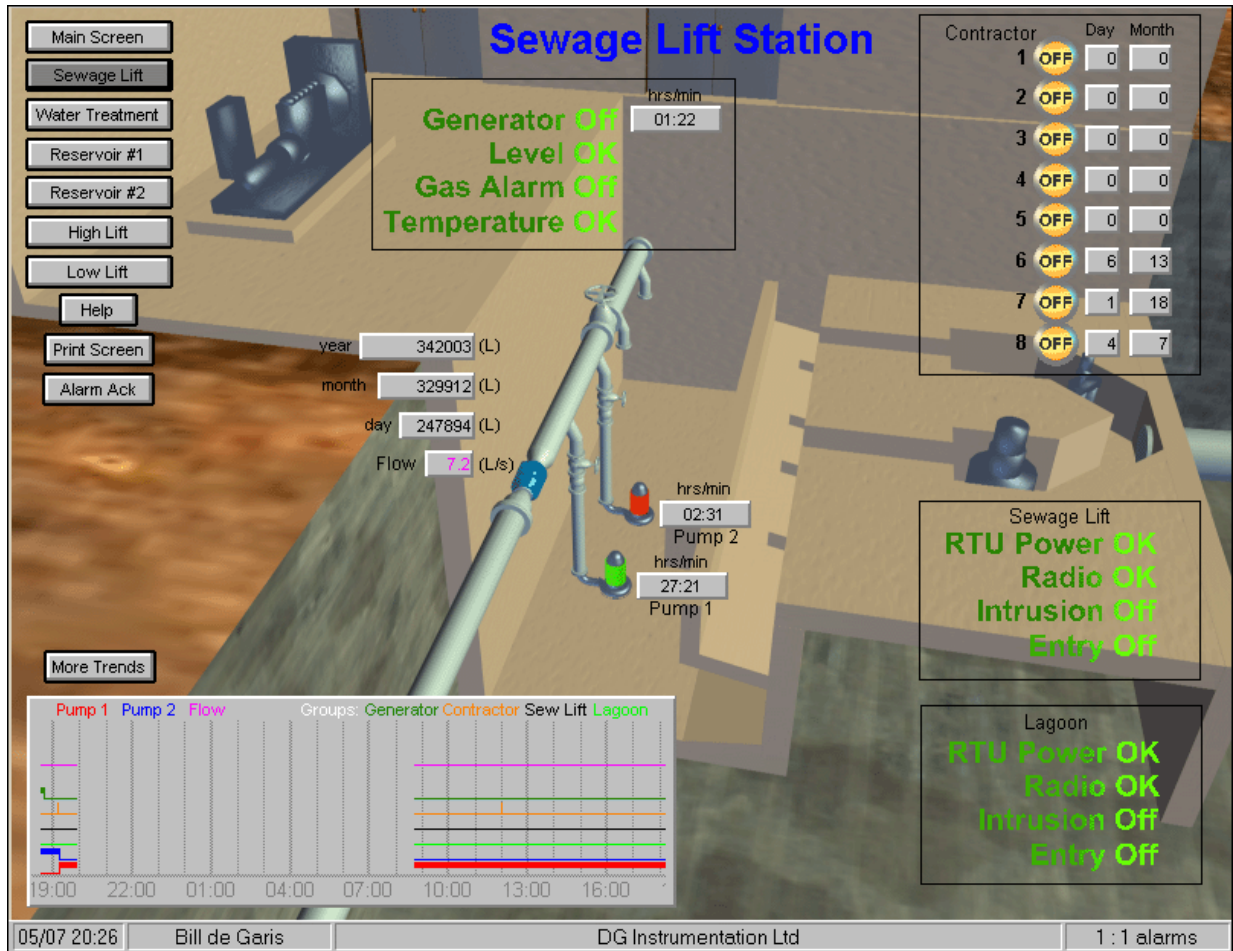 Main Screen
Sewage Lift
Water Treatment
Reservoir #1
Reservoir #2
High Lift
Low Lift
Help
Print Screen
Alarm Ack
Sewage Lift Station
hrs/min
Generator Off 01:22
Level OK
Gas Alarm Off
Temperature OK
Contractor Day Month
1 OFF 0 0
2 OFF 0 0
3 OFF 0 0
4 OFF 0 0
5 OFF 0 0
6 OFF 6 13
7 OFF 1 18
8 OFF 4 7
year 342003 (L)
month 329912 (L)
day 247894 (L)
Flow 7.2 (L/s)
hrs/min
02:31
Pump 2
hrs/min
27:21
Pump 1
Sewage Lift
RTU Power OK
Radio OK
Intrusion Off
Entry Off
Lagoon
RTU Power OK
Radio OK
Intrusion Off
Entry Off
More Trends
Pump 1 Pump 2 Flow Groups: Generator Contractor Sew Lift Lagoon
19:00 22:00 01:00 04:00 07:00 10:00 13:00 16:00
05/07 20:26 Bill de Garis DG Instrumentation Ltd 1 : 1 alarms